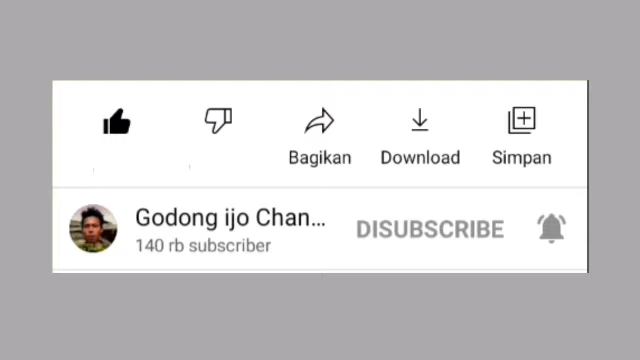 Bagikan Download Simpan
Godong ijo Chan...
140 rb subscriber
DISUBSCRIBE